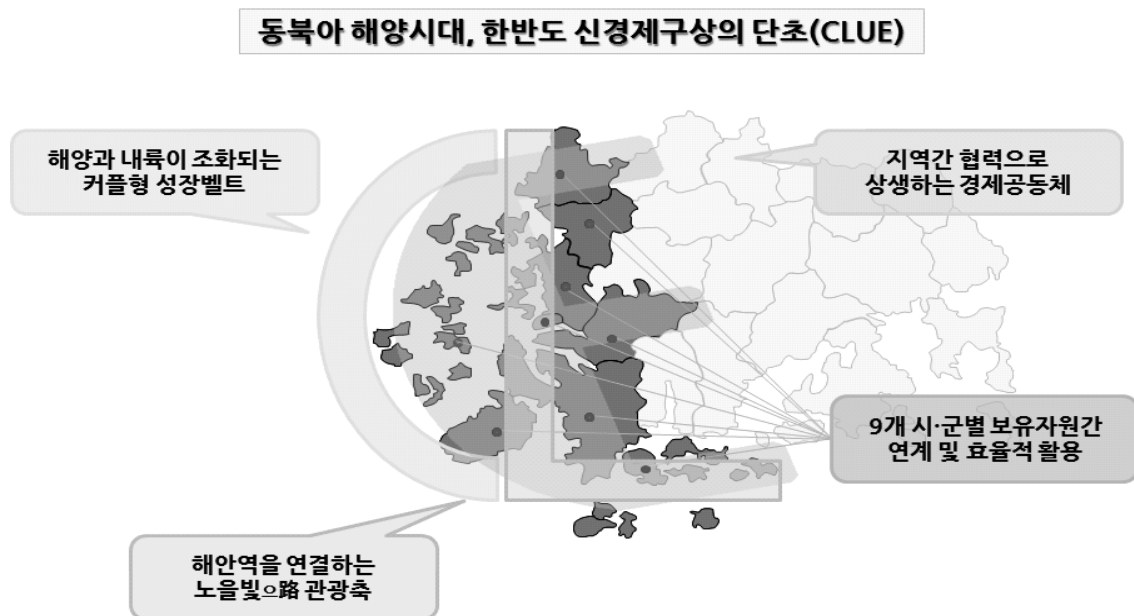 동북아 해양시대, 한반도 신경제구상의 단초(CLUE)
해양과 내륙이 조화되는
커플형 성장벨트
지역간 협력으로
상생하는 경제공동체
9개 시·군별 보유자원간
연계 및 효율적 활용
해안역을 연결하는
노을빛으路 관광축